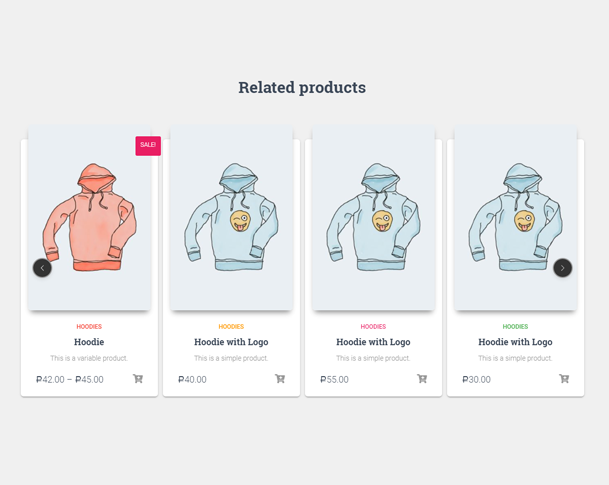 Related products
SALE!
HOODIES
Hoodie
This is a variable product.
₱42.00 – ₱45.00
HOODIES
Hoodie with Logo
This is a simple product.
₱40.00
HOODIES
Hoodie with Logo
This is a simple product.
₱55.00
HOODIES
Hoodie with Logo
This is a simple product.
₱30.00